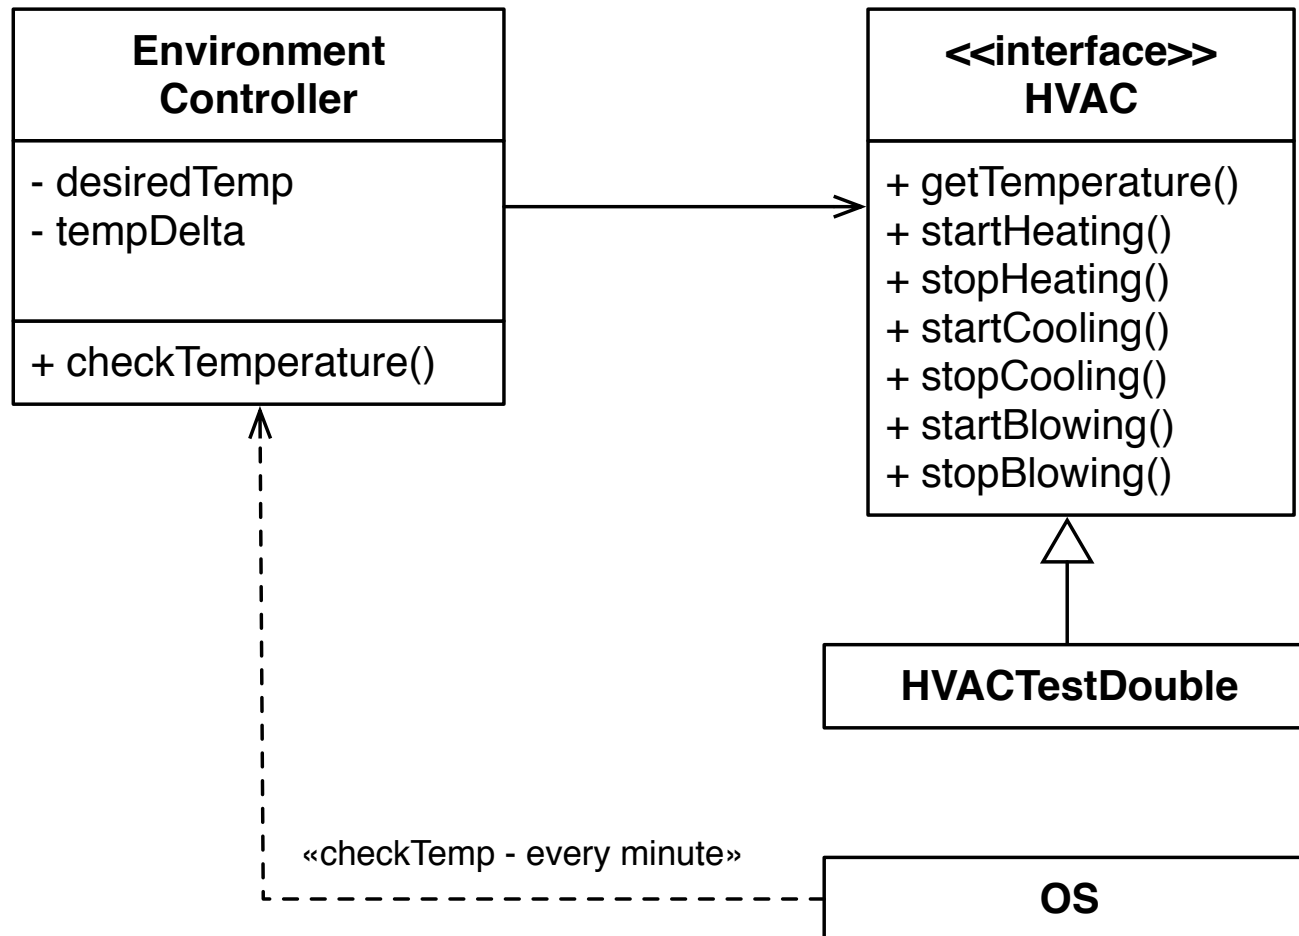 Environment
Controller
- desiredTemp
- tempDelta
+ checkTemperature()
<<interface>>
HVAC
+ getTemperature()
+ startHeating()
+ stopHeating()
+ startCooling()
+ stopCooling()
+ startBlowing()
+ stopBlowing()
HVACTestDouble
«checkTemp - every minute»
OS